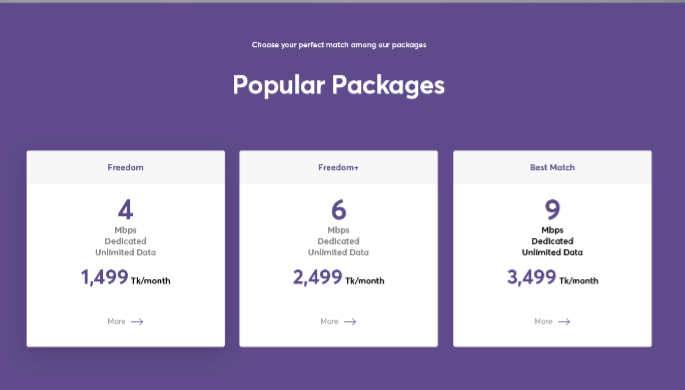 Choose your perfect match among our packages
Popular Packages
Freedom
4
Mbps
Dedicated
Unlimited Data
1,499 Tk/month
More
Freedom+
6
Mbps
Dedicated
Unlimited Data
2,499 Tk/month
More
Best Match
9
Mbps
Dedicated
Unlimited Data
3,499 Tk/month
More